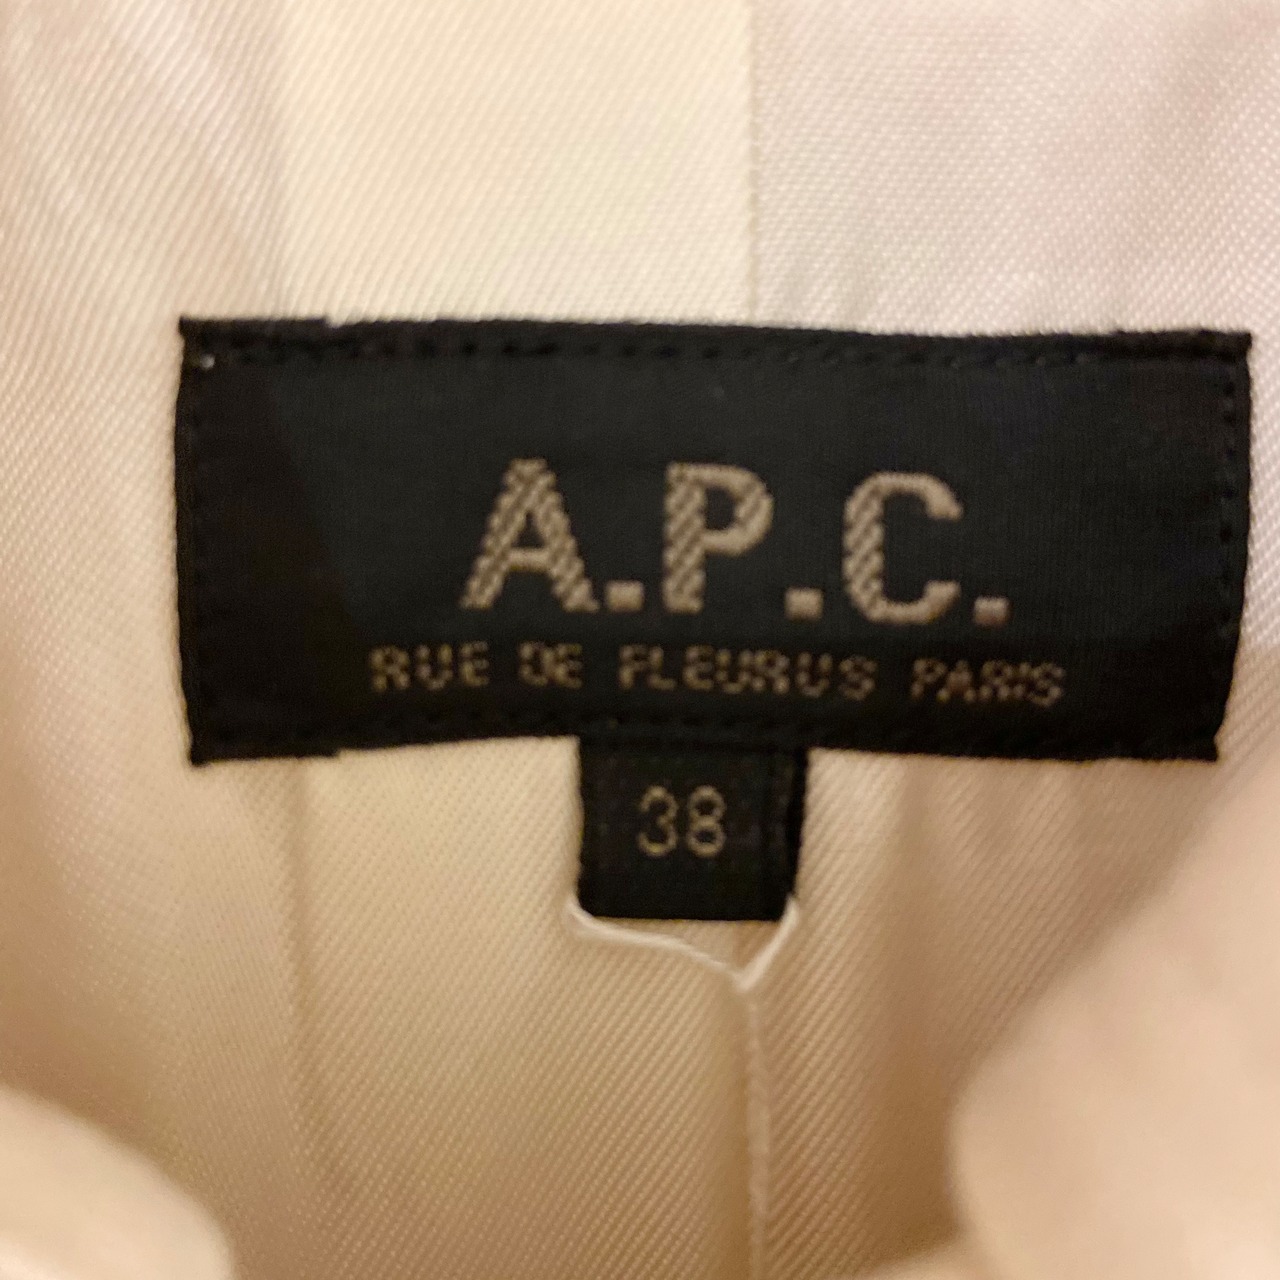 A.P.C.
RUE DE FLEURUS PARIS
38